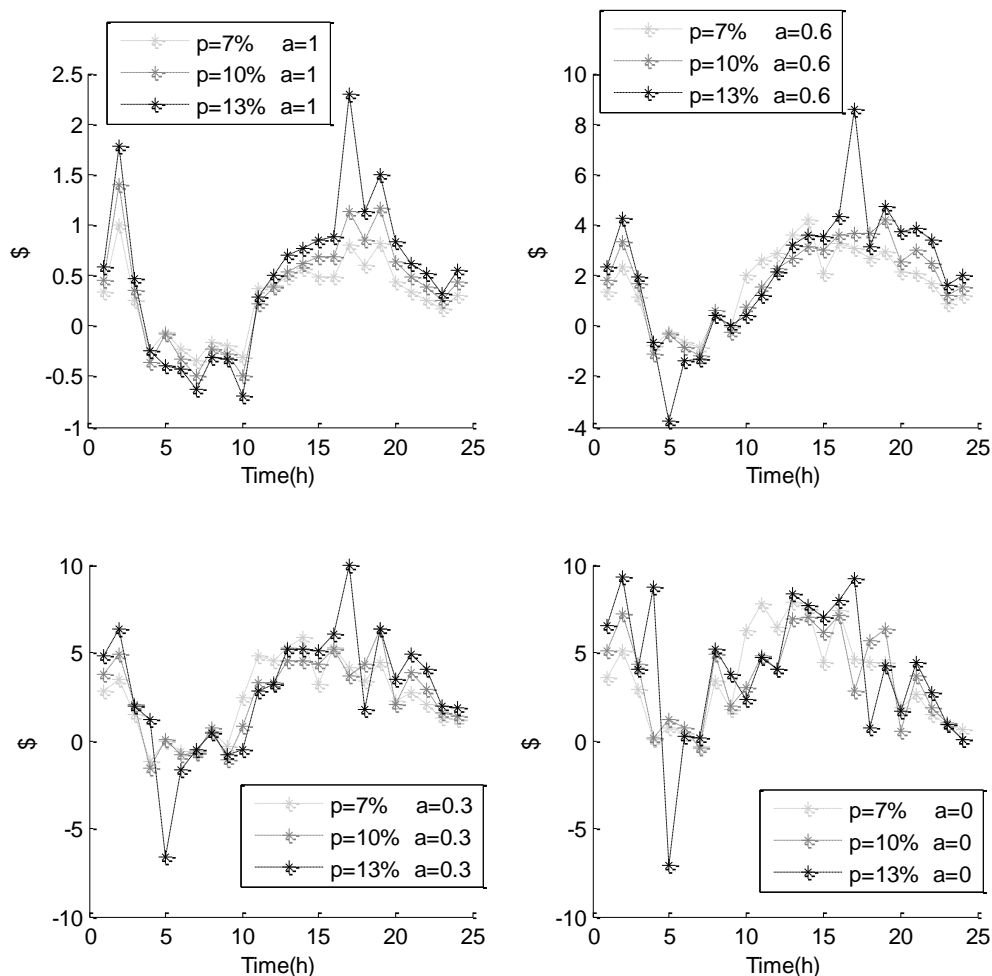 p=7% a=1
p=10% a=1
p=13% a=1
2.5
2
1.5
1
0.5
0
-0.5
-1
$
0 5 10 15 20 25
Time(h)
p=7% a=0.6
p=10% a=0.6
p=13% a=0.6
10
8
6
4
2
0
-2
-4
$
0 5 10 15 20 25
Time(h)
10
5
0
-5
-10
$
p=7% a=0.3
p=10% a=0.3
p=13% a=0.3
0 5 10 15 20 25
Time(h)
10
5
0
-5
-10
$
p=7% a=0
p=10% a=0
p=13% a=0
0 5 10 15 20 25
Time(h)